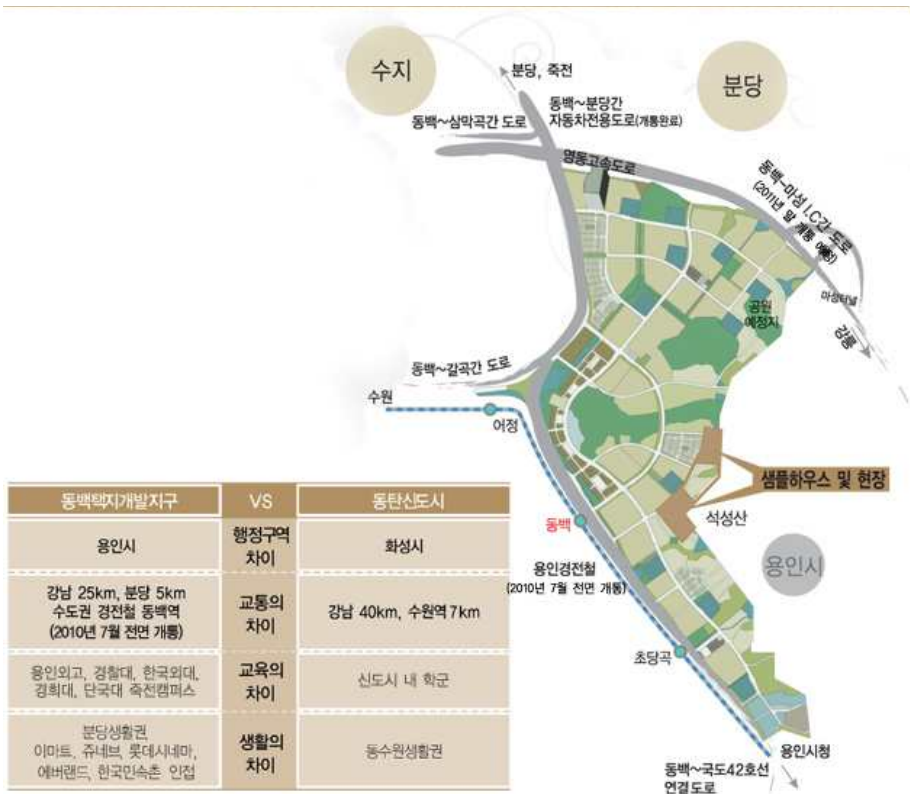 수지
분당
분당, 죽전
동백~분당간
자동차전용도로(개통완료)
동백~삼막곡간 도로
영동고속도로
동백~마성 I.C간 도로
(2011년 말 개통 예정)
마성터널
강릉
공원
예정지
동백~갈곡간 도로
수원
어정
샘플하우스 및 현장
석성산
동백
용인시
용인경전철
(2010년 7월 전면 개통)
초당곡
용인시청
동백~국도42호선
연결도로
동백택지개발지구 VS 동탄신도시
용인시 행정구역 차이 화성시
강남 25km, 분당 5km
수도권 경전철 동백역
(2010년 7월 전면 개통)
교통의
차이
강남 40km, 수원역 7km
용인외고, 경찰대, 한국외대,
경희대, 단국대 죽전캠퍼스
교육의
차이
신도시 내 학군
분당생활권
이마트, 쥬네브, 롯데시네마,
에버랜드, 한국민속촌 인접
생활의
차이
동수원생활권